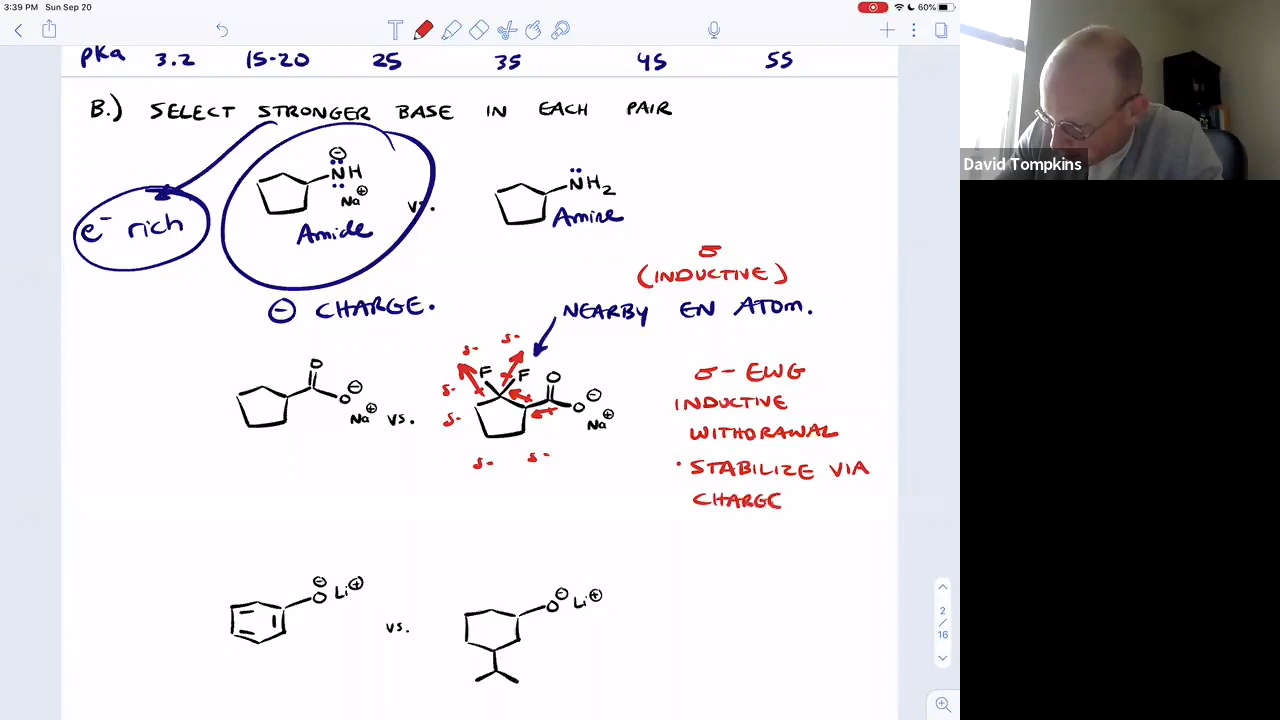 3:39 PM Sun Sep 20
60%
pKa 3.2 15-20 25 35 45 55
B.) SELECT STRONGER BASE IN EACH PAIR
⊖
NH
Na⊕
vs.
NH2
e⁻ rich
Amide
Amine
σ
(INDUCTIVE)
⊖ CHARGE.
NEARBY EN ATOM.
O
O⊖
Na⊕
vs.
δ- δ-
F F
δ-
δ-
δ- δ-
O
O⊖
Na⊕
σ- EWG
INDUCTIVE
WITHDRAWAL
· STABILIZE VIA
CHARGE
O⊖ Li⊕
vs.
O⊖ Li⊕
David Tompkins
2
/
16